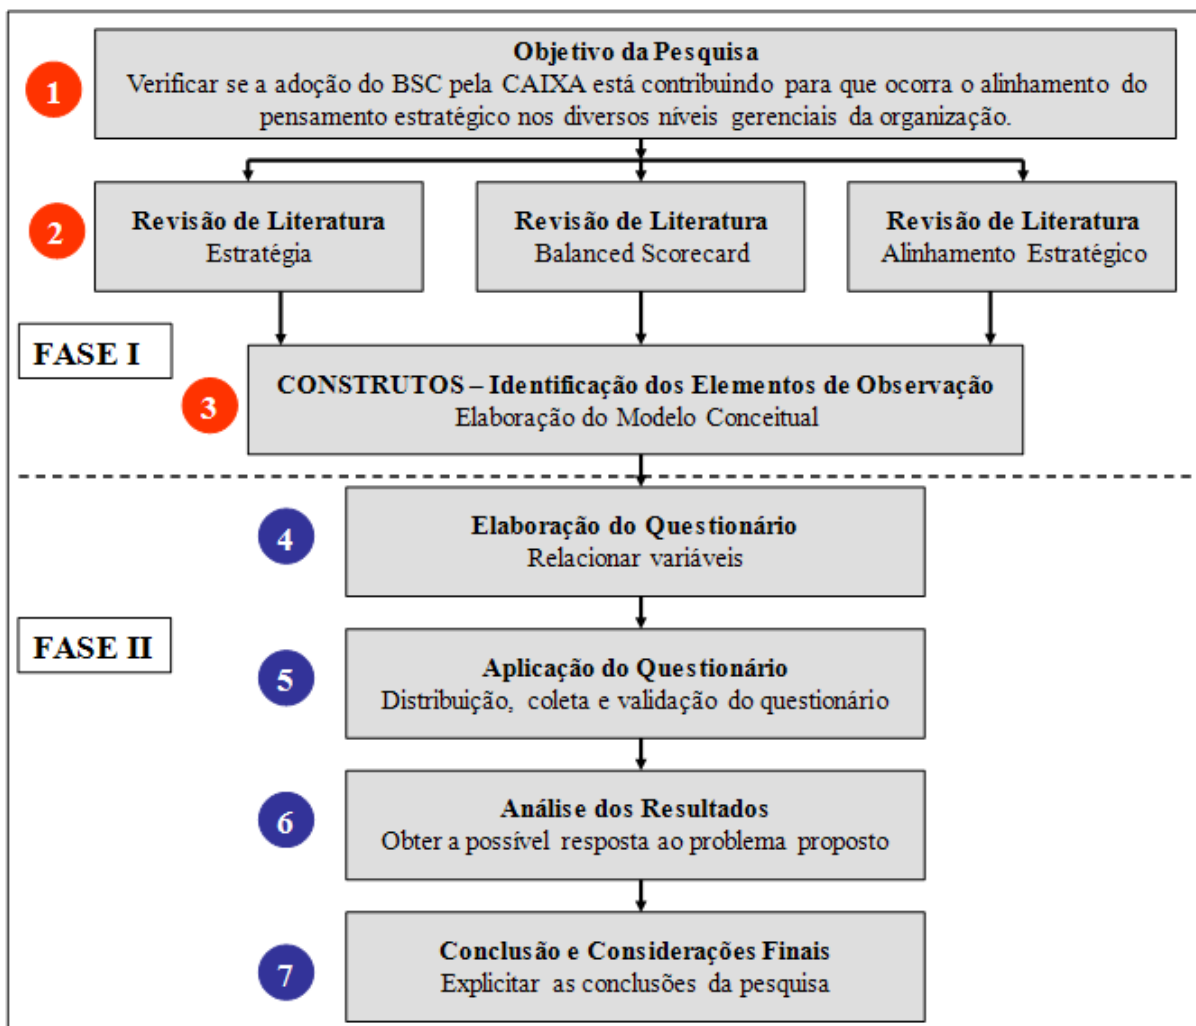 Objetivo da Pesquisa
1
Verificar se a adoção do BSC pela CAIXA está contribuindo para que ocorra o alinhamento do
pensamento estratégico nos diversos níveis gerenciais da organização.
2
Revisão de Literatura
Estratégia
Revisão de Literatura
Balanced Scorecard
Revisão de Literatura
Alinhamento Estratégico
FASE I
3
CONSTRUTOS – Identificação dos Elementos de Observação
Elaboração do Modelo Conceitual
4
Elaboração do Questionário
Relacionar variáveis
FASE II
5
Aplicação do Questionário
Distribuição, coleta e validação do questionário
6
Análise dos Resultados
Obter a possível resposta ao problema proposto
7
Conclusão e Considerações Finais
Explicitar as conclusões da pesquisa